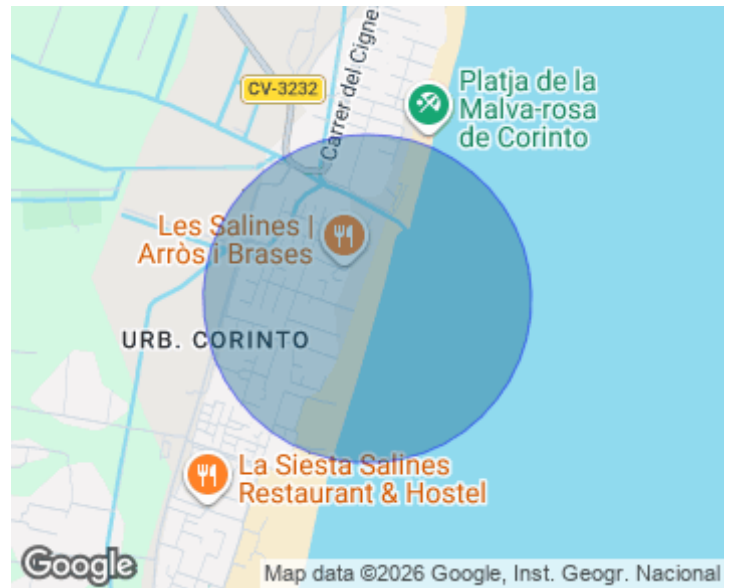 CV-3232
Carrer del Cigne
Platja de la
Malva-rosa
de Corinto
Les Salines |
Arròs i Brases
URB. CORINTO
La Siesta Salines
Restaurant & Hostel
Google
Map data ©2026 Google, Inst. Geogr. Nacional